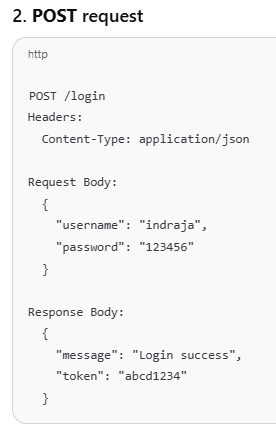 2. POST request
http
POST /login
Headers:
  Content-Type: application/json
Request Body:
  {
    "username": "indraja",
    "password": "123456"
  }
Response Body:
  {
    "message": "Login success",
    "token": "abcd1234"
  }